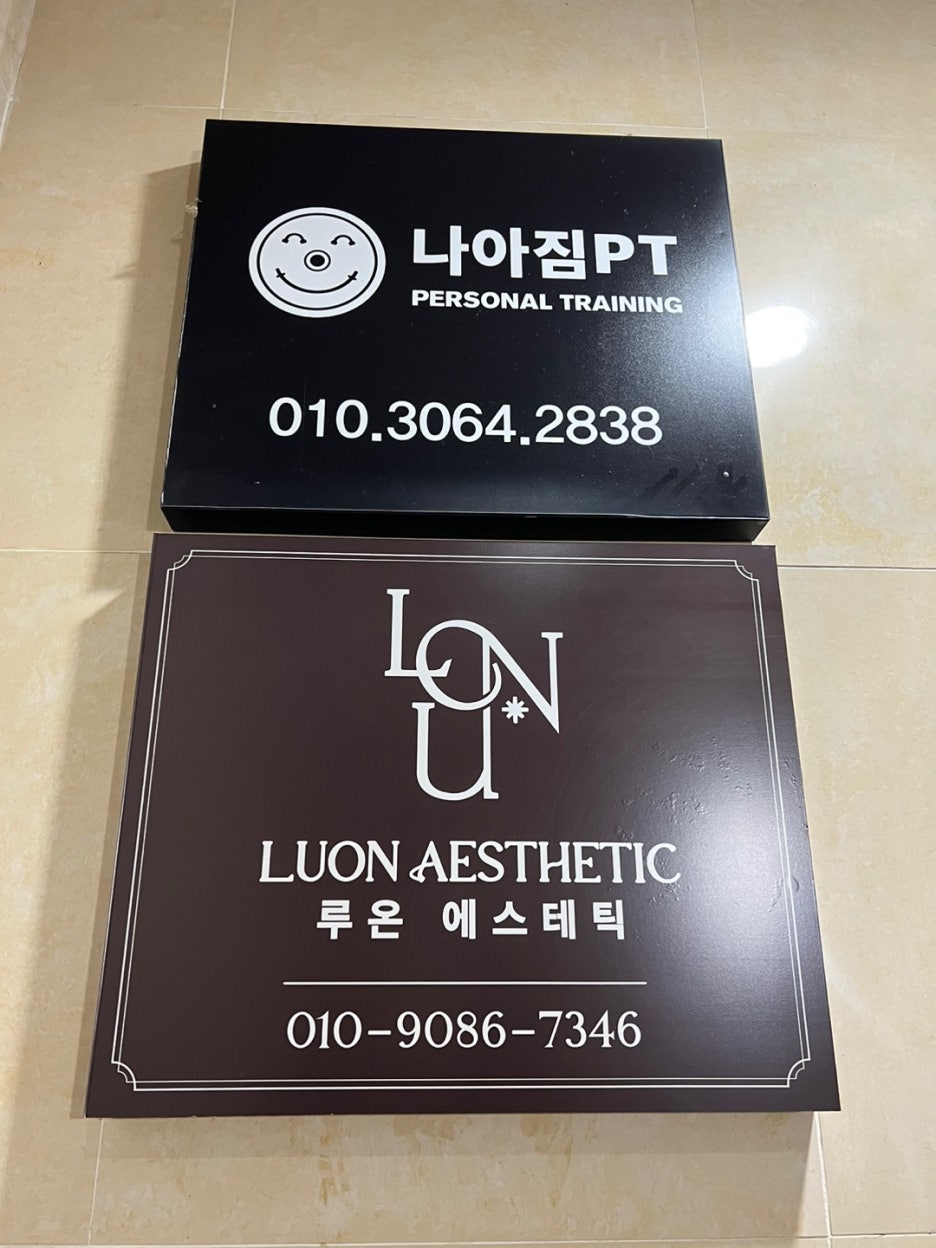 나아짐PT
PERSONAL TRAINING
010.3064.2838
LUON
LUON AESTHETIC
루온 에스테틱
010-9086-7346